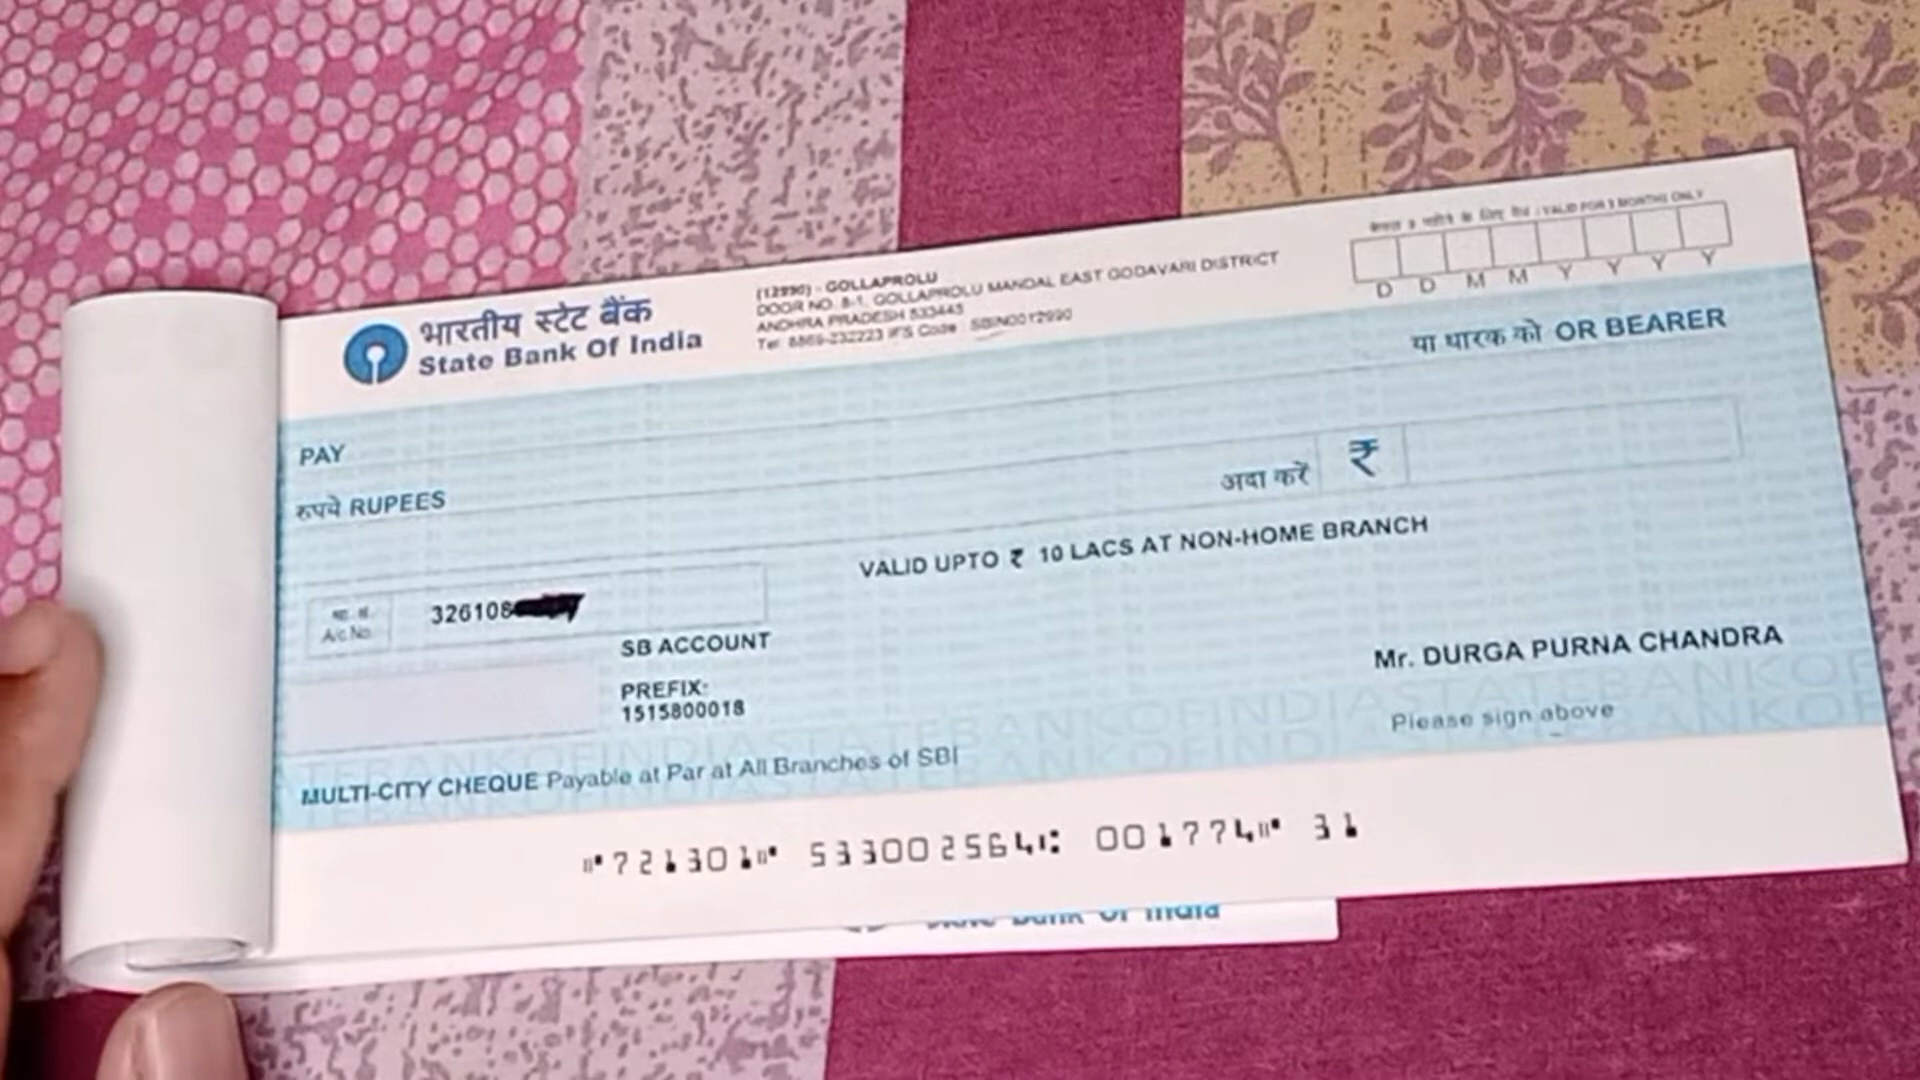 भारतीय स्टेट बैंक
State Bank Of India
(12990) - GOLLAPROLU
DOOR NO. 8-1, GOLLAPROLU MANDAL EAST GODAVARI DISTRICT
ANDHRA PRADESH 533445
Tel: 8869-232223 IFS Code : SBIN0012990
केवल 3 महीने के लिए वैध / VALID FOR 3 MONTHS ONLY
D D M M Y Y Y Y
या धारक को OR BEARER
PAY
रुपये RUPEES
अदा करें ₹
VALID UPTO ₹ 10 LACS AT NON-HOME BRANCH
A/c No.
326108
SB ACCOUNT
PREFIX:
1515800018
Mr. DURGA PURNA CHANDRA
Please sign above
MULTI-CITY CHEQUE Payable at Par at All Branches of SBI
⑈721301⑈ 533002564⑆ 001774⑈ 31
State Bank Of India